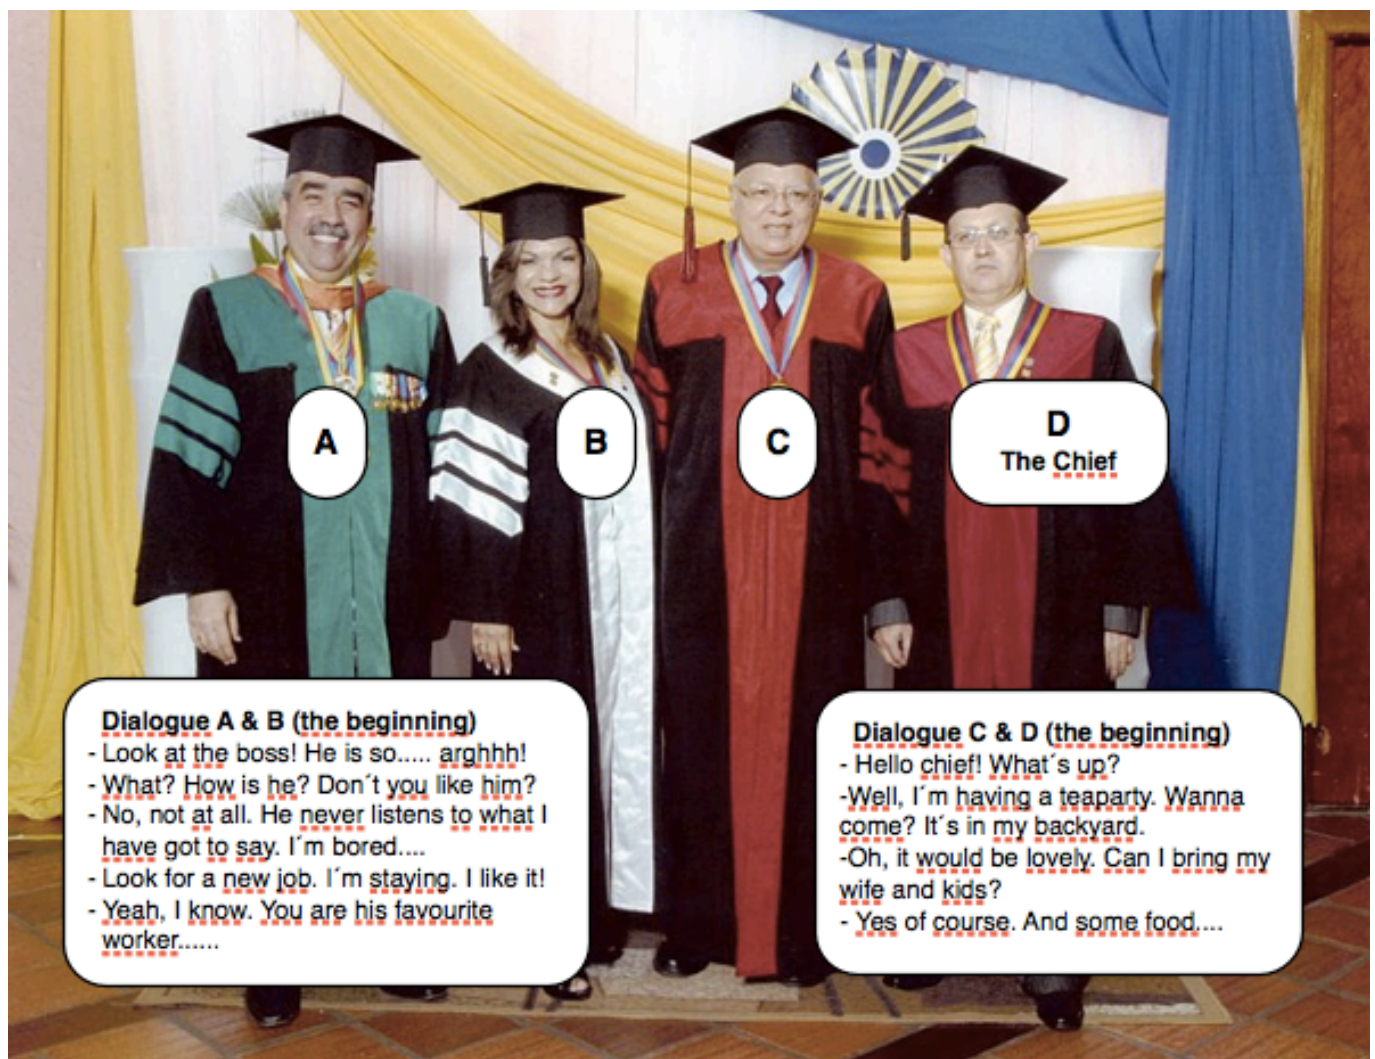 A
B
C
D
The Chief
Dialogue A & B (the beginning)
- Look at the boss! He is so..... arghhh!
- What? How is he? Don´t you like him?
- No, not at all. He never listens to what I
have got to say. I´m bored....
- Look for a new job. I´m staying. I like it!
- Yeah, I know. You are his favourite
worker......
Dialogue C & D (the beginning)
- Hello chief! What´s up?
-Well, I´m having a teaparty. Wanna
come? It´s in my backyard.
-Oh, it would be lovely. Can I bring my
wife and kids?
- Yes of course. And some food....